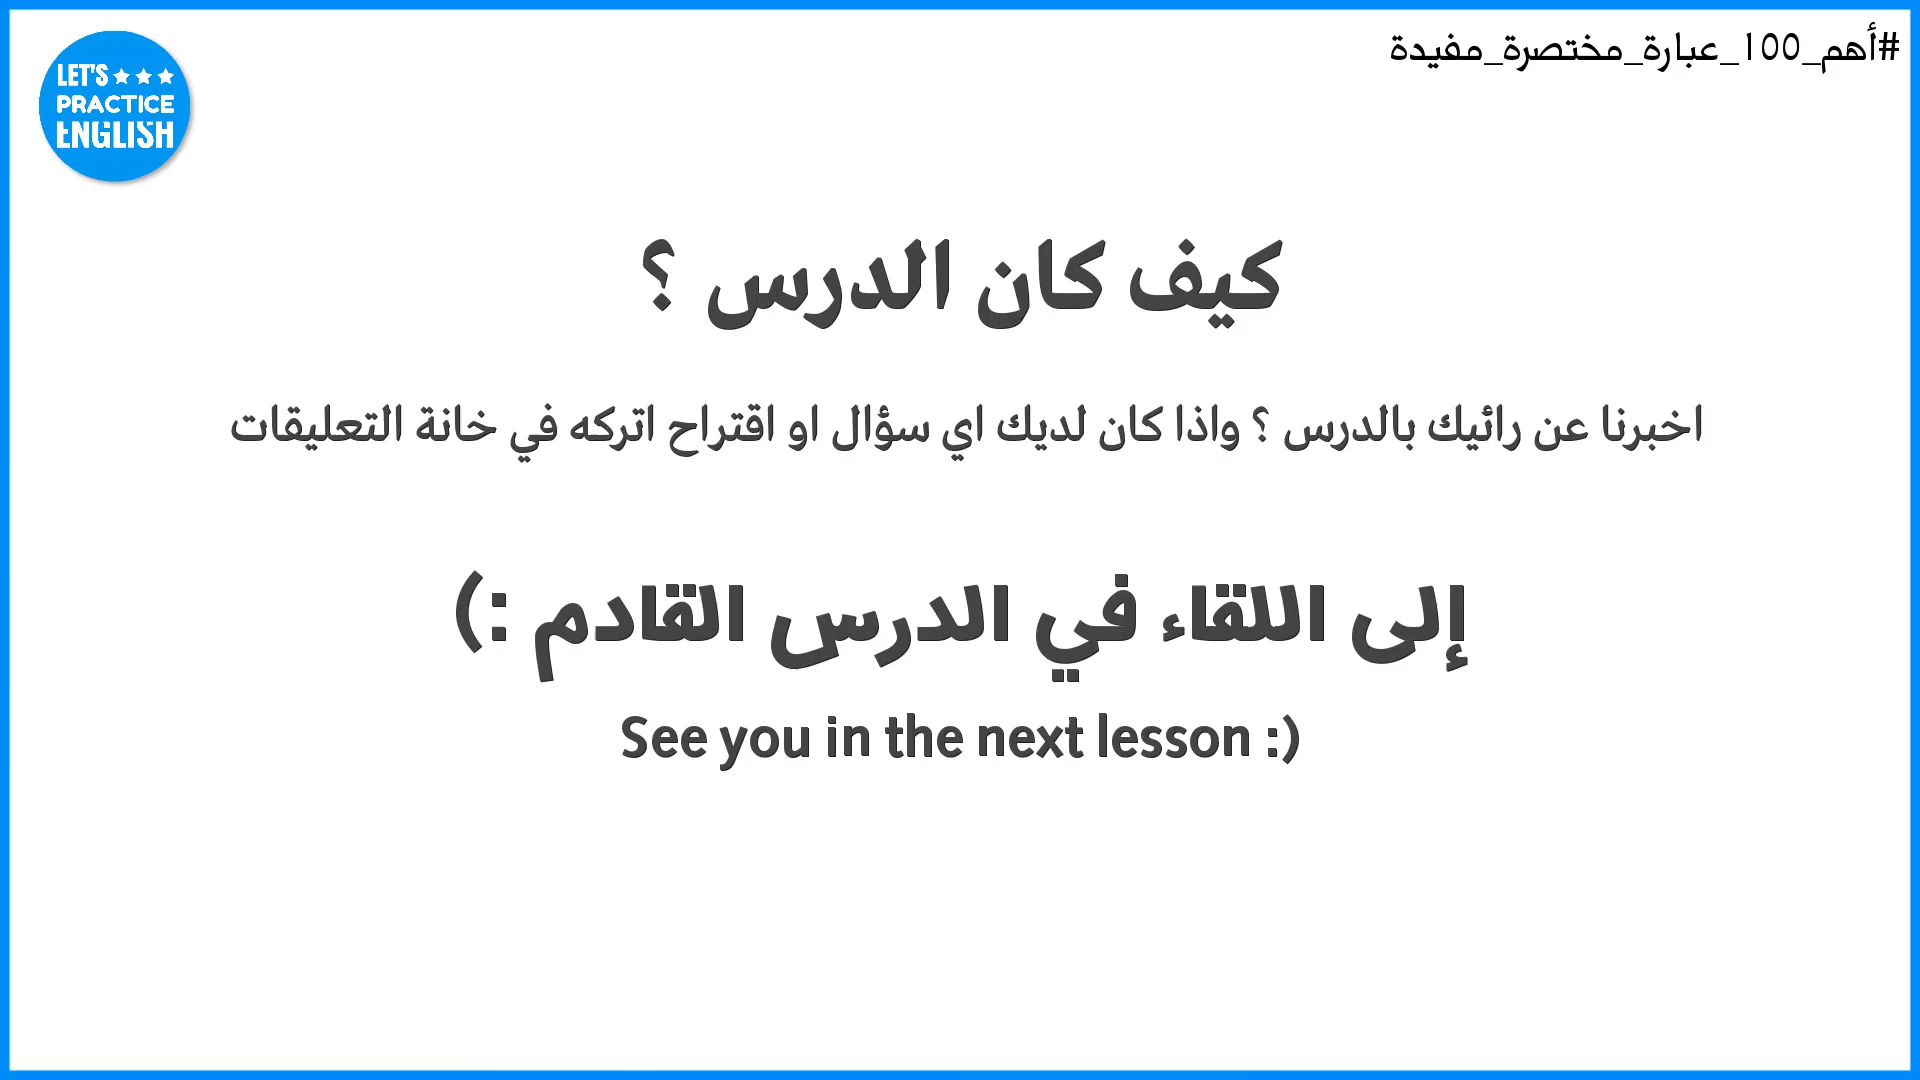 #أهم_100_عبارة_مختصرة_مفيدة
LET'S
PRACTICE
ENGLISH
كيف كان الدرس ؟
اخبرنا عن رائيك بالدرس ؟ واذا كان لديك اي سؤال او اقتراح اتركه في خانة التعليقات
إلى اللقاء في الدرس القادم :)
See you in the next lesson :)